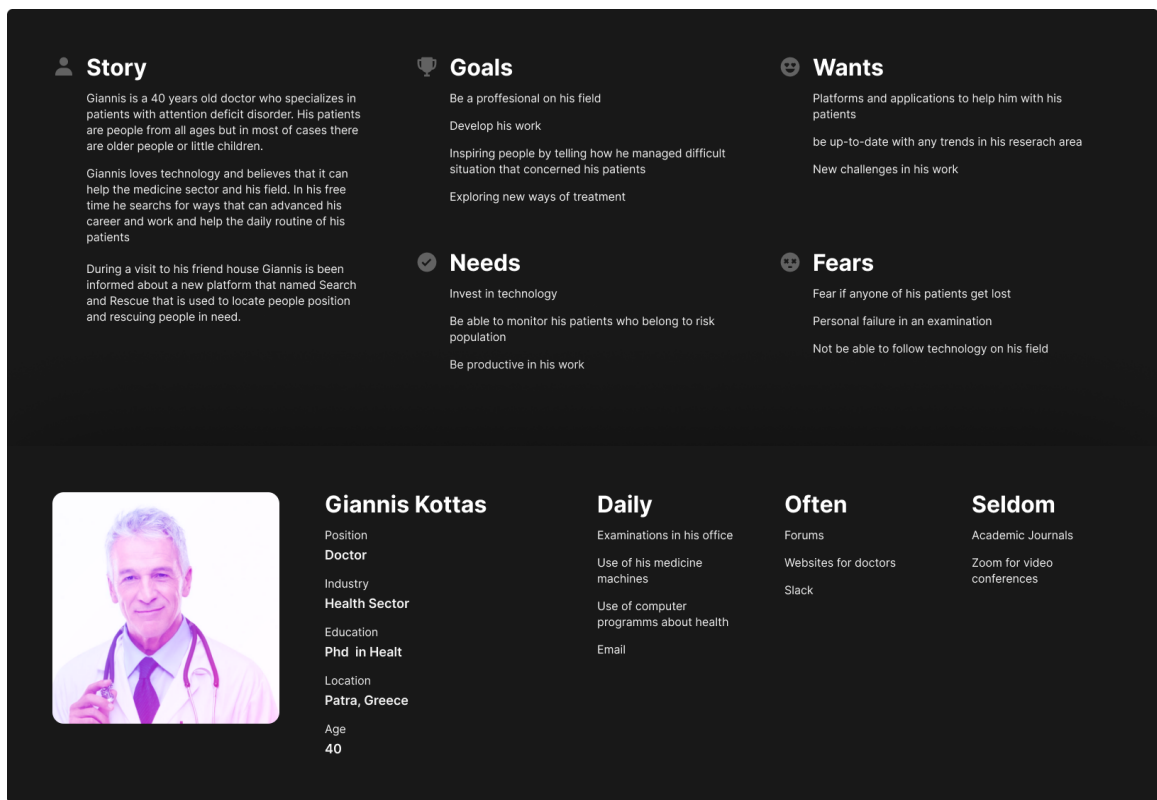 Story
Giannis is a 40 years old doctor who specializes in
patients with attention deficit disorder. His patients
are people from all ages but in most of cases there
are older people or little children.
Giannis loves technology and believes that it can
help the medicine sector and his field. In his free
time he searchs for ways that can advanced his
career and work and help the daily routine of his
patients
During a visit to his friend house Giannis is been
informed about a new platform that named Search
and Rescue that is used to locate people position
and rescuing people in need.
Goals
Be a proffesional on his field
Develop his work
Inspiring people by telling how he managed difficult
situation that concerned his patients
Exploring new ways of treatment
Wants
Platforms and applications to help him with his
patients
be up-to-date with any trends in his reserach area
New challenges in his work
Needs
Invest in technology
Be able to monitor his patients who belong to risk
population
Be productive in his work
Fears
Fear if anyone of his patients get lost
Personal failure in an examination
Not be able to follow technology on his field
Giannis Kottas
Position
Doctor
Industry
Health Sector
Education
Phd  in Healt
Location
Patra, Greece
Age
40
Daily
Examinations in his office
Use of his medicine
machines
Use of computer
programms about health
Email
Often
Forums
Websites for doctors
Slack
Seldom
Academic Journals
Zoom for video
conferences